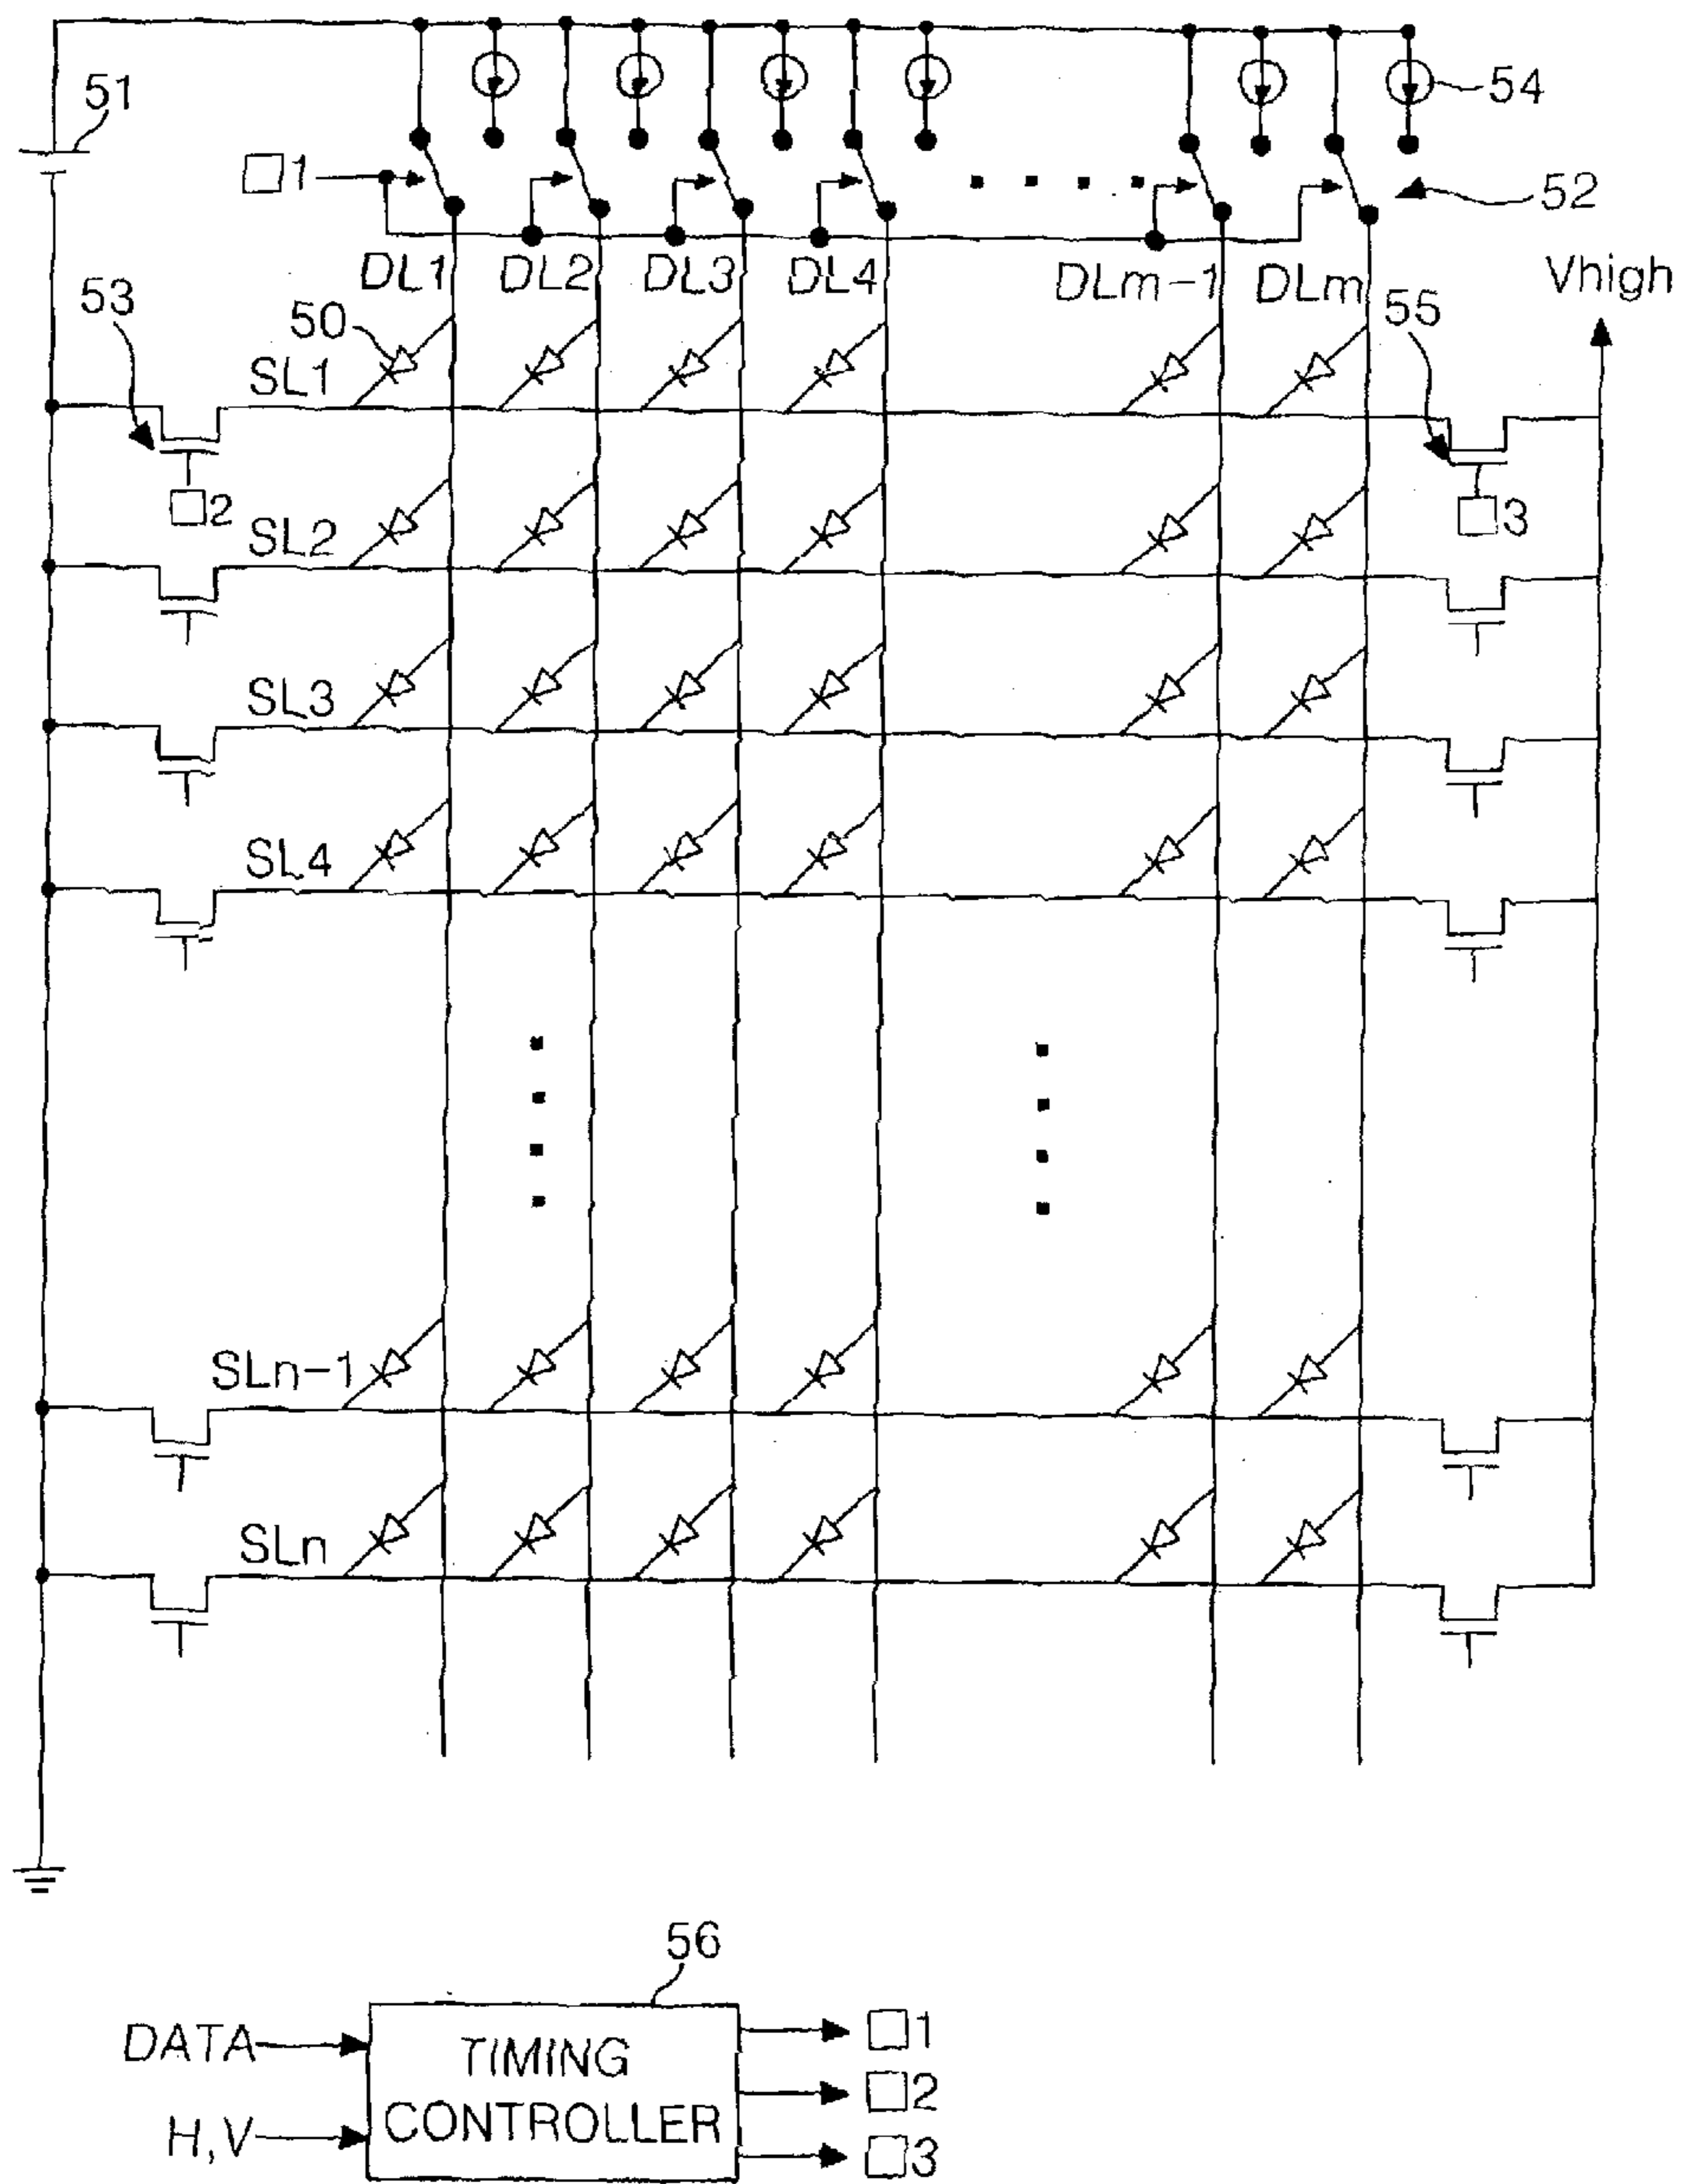 51
54
□1
52
DL1 DL2 DL3 DL4 DLm-1 DLm
Vhigh
53
50
55
SL1
□2
□3
SL2
SL3
SL4
SLn-1
SLn
56
DATA
H,V
TIMING
CONTROLLER
□1
□2
□3